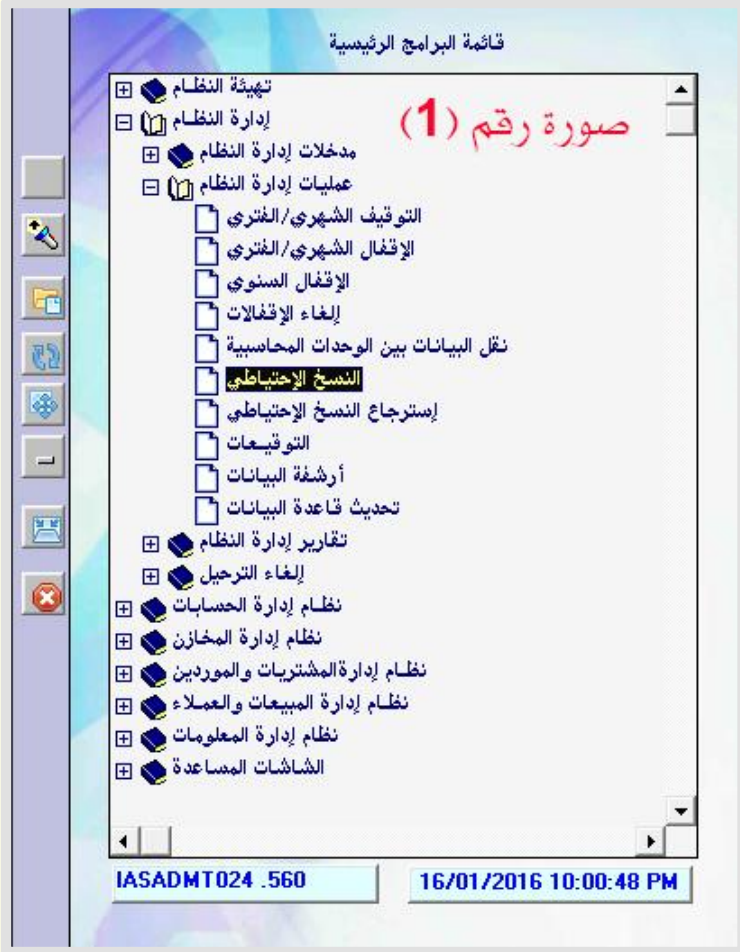 قائمة البرامج الرئيسية
تهيئة النظام
صورة رقم (1)
إدارة النظام
مدخلات إدارة النظام
عمليات إدارة النظام
التوقيف الشهري/الفتري
الإقفال الشهري/الفتري
الإقفال السنوي
إلغاء الإقفالات
نقل البيانات بين الوحدات المحاسبية
النسخ الإحتياطي
إسترجاع النسخ الإحتياطي
التوقيعات
أرشفة البيانات
تحديث قاعدة البيانات
تقارير إدارة النظام
إلغاء الترحيل
نظام إدارة الحسابات
نظام إدارة المخازن
نظام إدارةالمشتريات والموردين
نظام إدارة المبيعات والعملاء
نظام إدارة المعلومات
الشاشات المساعدة
IASADMT024 .560
16/01/2016 10:00:48 PM